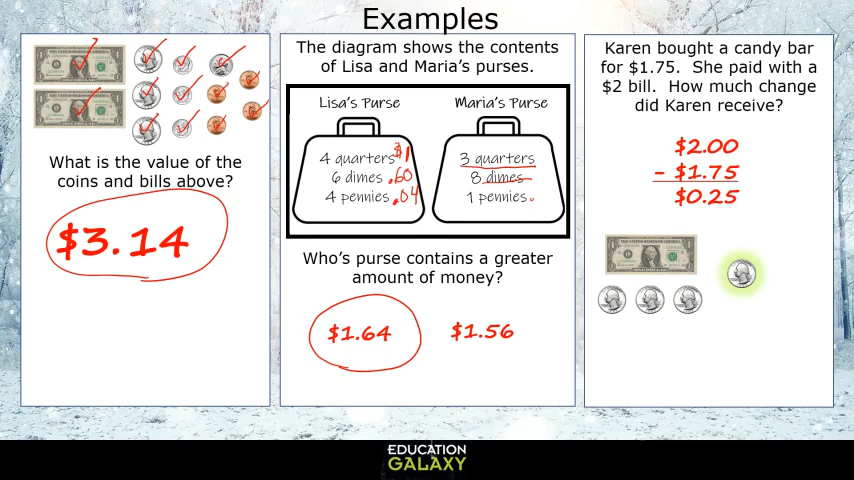 Examples
What is the value of the
coins and bills above?
$3.14
The diagram shows the contents
of Lisa and Maria's purses.
Lisa's Purse
4 quarters $1
6 dimes .60
4 pennies .04
Maria's Purse
3 quarters
8 dimes
1 pennies
Who's purse contains a greater
amount of money?
$1.64
$1.56
Karen bought a candy bar
for $1.75. She paid with a
$2 bill. How much change
did Karen receive?
$2.00
- $1.75
$0.25
EDUCATION
GALAXY